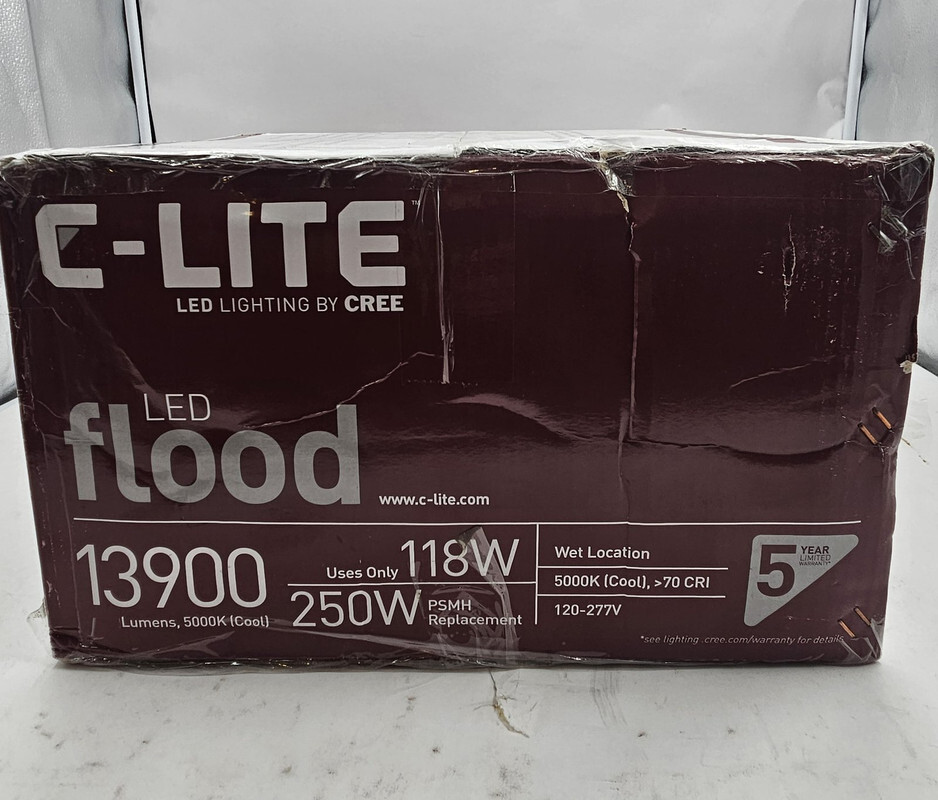 C-LITE™
LED LIGHTING BY CREE
LED
flood
www.c-lite.com
13900
Lumens, 5000K (Cool)
Uses Only 118W
250W PSMH
Replacement
Wet Location
5000K (Cool), >70 CRI
120-277V
5 YEAR
LIMITED
WARRANTY*
*see lighting.cree.com/warranty for details